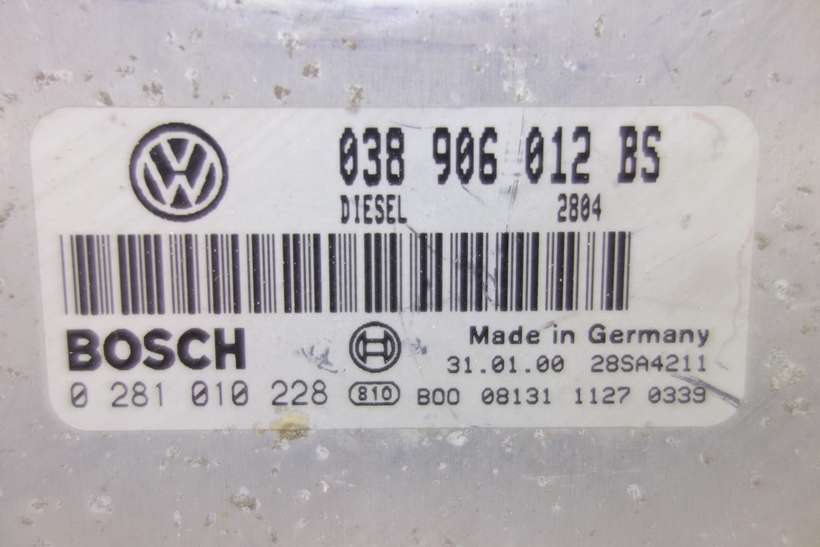 038 906 012 BS
DIESEL 2804
BOSCH Made in Germany
31.01.00 28SA4211
0 281 010 228 810 B00 08131 1127 0339